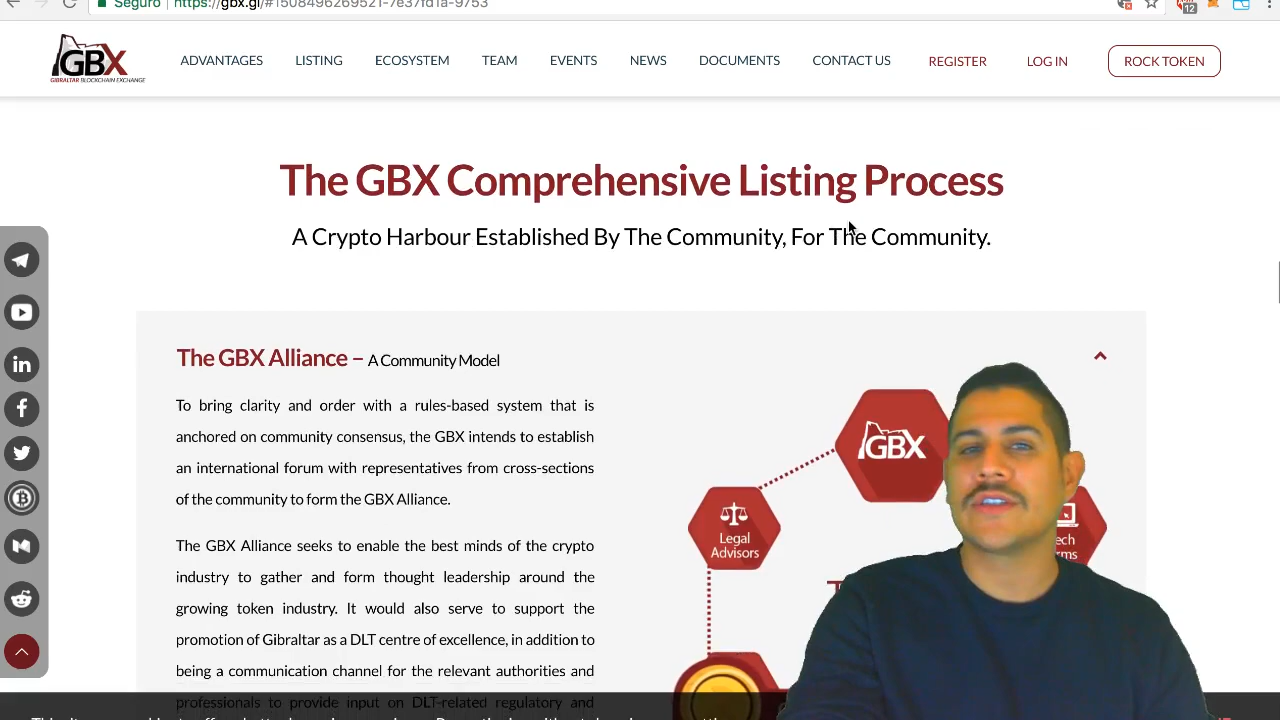 Seguro https://gbx.gi/#1508496269521-7e37fd1a-9753
12
GBX
GIBRALTAR BLOCKCHAIN EXCHANGE
ADVANTAGES LISTING ECOSYSTEM TEAM EVENTS NEWS DOCUMENTS CONTACT US REGISTER LOG IN ROCK TOKEN
The GBX Comprehensive Listing Process
A Crypto Harbour Established By The Community, For The Community.
The GBX Alliance – A Community Model
To bring clarity and order with a rules-based system that is
anchored on community consensus, the GBX intends to establish
an international forum with representatives from cross-sections
of the community to form the GBX Alliance.
The GBX Alliance seeks to enable the best minds of the crypto
industry to gather and form thought leadership around the
growing token industry. It would also serve to support the
promotion of Gibraltar as a DLT centre of excellence, in addition to
being a communication channel for the relevant authorities and
professionals to provide input on DLT-related regulatory and
GBX
Legal
Advisors